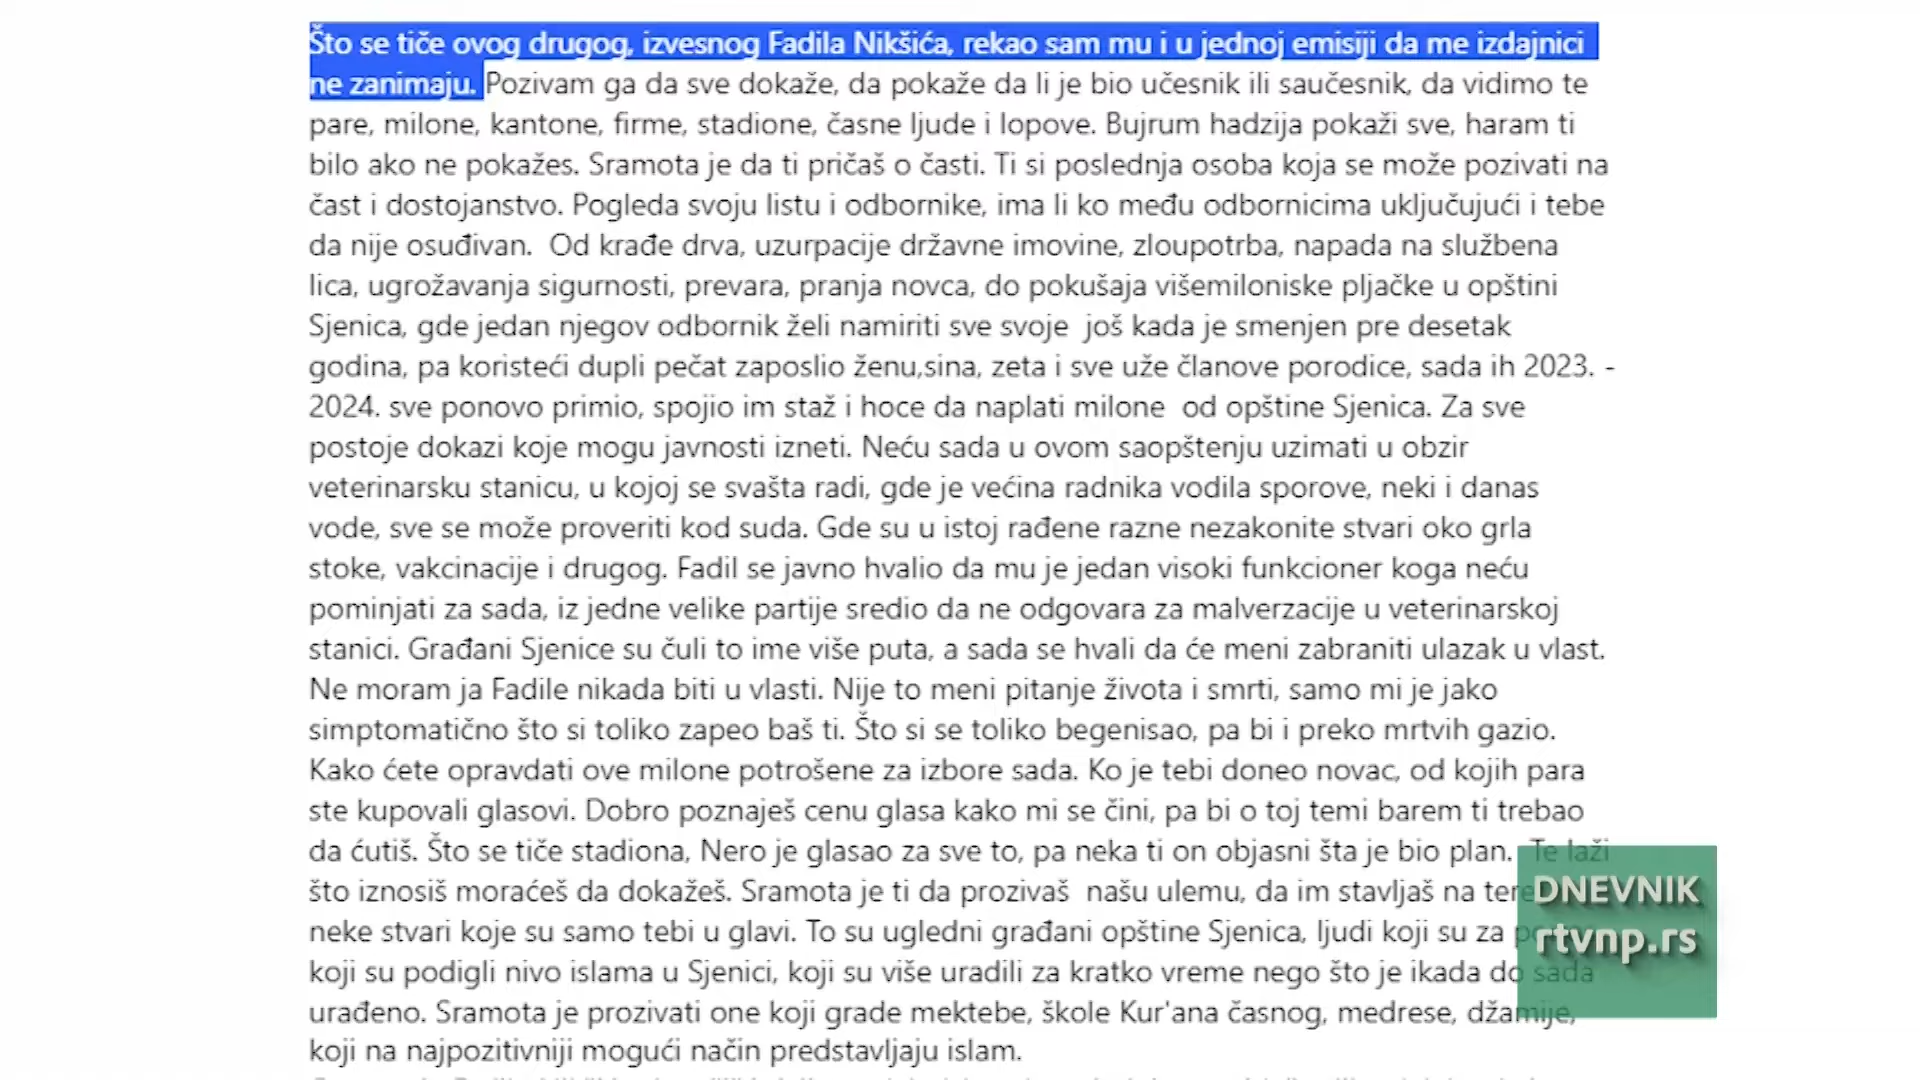 Što se tiče ovog drugog, izvesnog Fadila Nikšića, rekao sam mu i u jednoj emisiji da me izdajnici
ne zanimaju. Pozivam ga da sve dokaže, da pokaže da li je bio učesnik ili saučesnik, da vidimo te
pare, milone, kantone, firme, stadione, časne ljude i lopove. Bujrum hadzija pokaži sve, haram ti
bilo ako ne pokažes. Sramota je da ti pričaš o časti. Ti si poslednja osoba koja se može pozivati na
čast i dostojanstvo. Pogleda svoju listu i odbornike, ima li ko među odbornicima uključujući i tebe
da nije osuđivan.  Od krađe drva, uzurpacije državne imovine, zloupotrba, napada na službena
lica, ugrožavanja sigurnosti, prevara, pranja novca, do pokušaja višemiloniske pljačke u opštini
Sjenica, gde jedan njegov odbornik želi namiriti sve svoje  još kada je smenjen pre desetak
godina, pa koristeći dupli pečat zaposlio ženu,sina, zeta i sve uže članove porodice, sada ih 2023. -
2024. sve ponovo primio, spojio im staž i hoce da naplati milone  od opštine Sjenica. Za sve
postoje dokazi koje mogu javnosti izneti. Neću sada u ovom saopštenju uzimati u obzir
veterinarsku stanicu, u kojoj se svašta radi, gde je većina radnika vodila sporove, neki i danas
vode, sve se može proveriti kod suda. Gde su u istoj rađene razne nezakonite stvari oko grla
stoke, vakcinacije i drugog. Fadil se javno hvalio da mu je jedan visoki funkcioner koga neću
pominjati za sada, iz jedne velike partije sredio da ne odgovara za malverzacije u veterinarskoj
stanici. Građani Sjenice su čuli to ime više puta, a sada se hvali da će meni zabraniti ulazak u vlast.
Ne moram ja Fadile nikada biti u vlasti. Nije to meni pitanje života i smrti, samo mi je jako
simptomatično što si toliko zapeo baš ti. Što si se toliko begenisao, pa bi i preko mrtvih gazio.
Kako ćete opravdati ove milone potrošene za izbore sada. Ko je tebi doneo novac, od kojih para
ste kupovali glasovi. Dobro poznaješ cenu glasa kako mi se čini, pa bi o toj temi barem ti trebao
da ćutiš. Što se tiče stadiona, Nero je glasao za sve to, pa neka ti on objasni šta je bio plan.  Te laži
što iznosiš moraćeš da dokažeš. Sramota je ti da prozivaš  našu ulemu, da im stavljaš na
neke stvari koje su samo tebi u glavi. To su ugledni građani opštine Sjenica, ljudi koji su za
koji su podigli nivo islama u Sjenici, koji su više uradili za kratko vreme nego što je ikada do sada
urađeno. Sramota je prozivati one koji grade mektebe, škole Kur'ana časnog, medrese, džamije,
koji na najpozitivniji mogući način predstavljaju islam.
DNEVNIK
rtvnp.rs